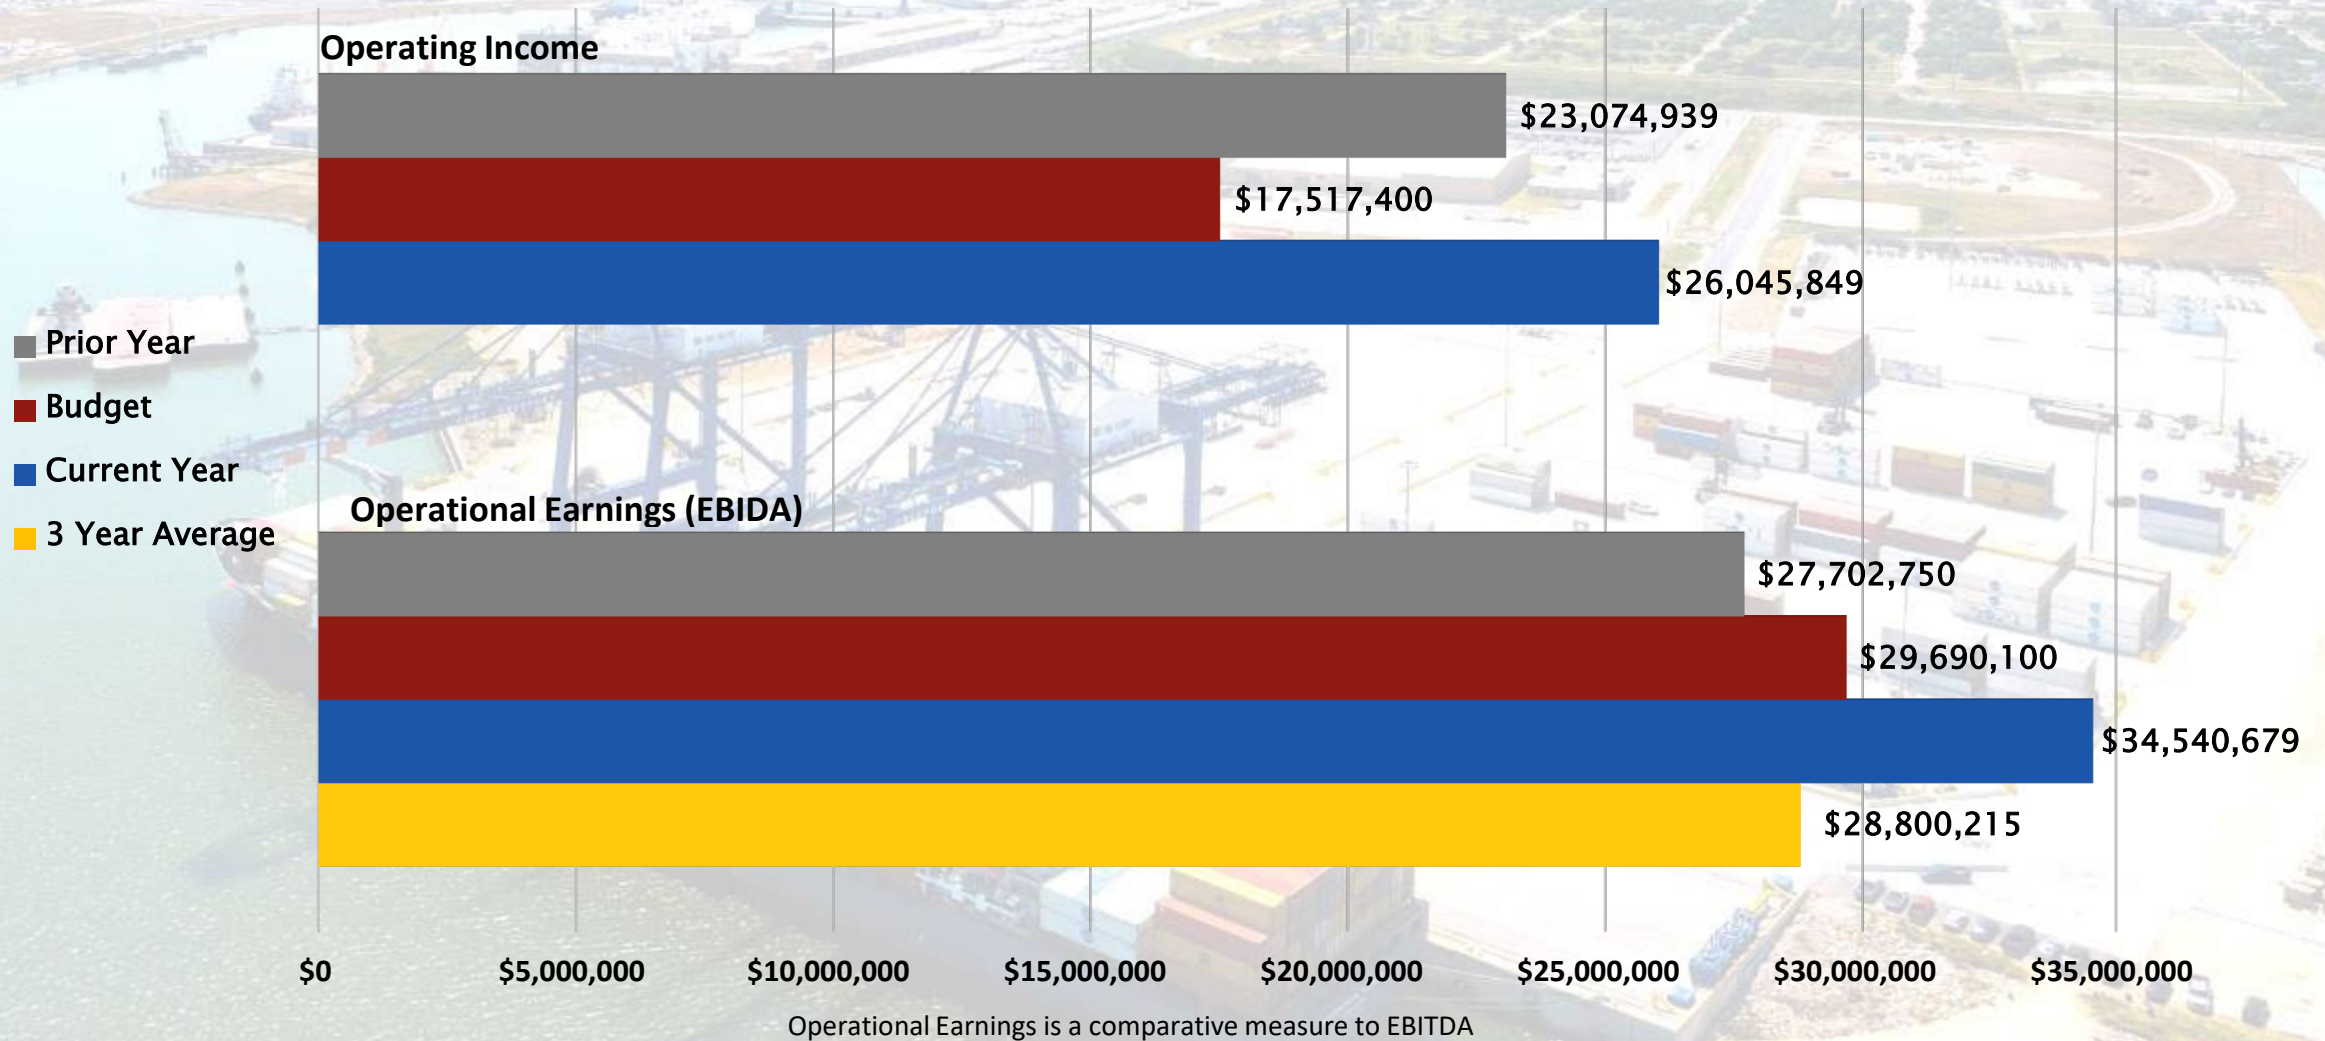 Operating Income
$23,074,939
$17,517,400
$26,045,849
Prior Year
Budget
Current Year
3 Year Average
Operational Earnings (EBIDA)
$27,702,750
$29,690,100
$34,540,679
$28,800,215
$0 $5,000,000 $10,000,000 $15,000,000 $20,000,000 $25,000,000 $30,000,000 $35,000,000
Operational Earnings is a comparative measure to EBITDA